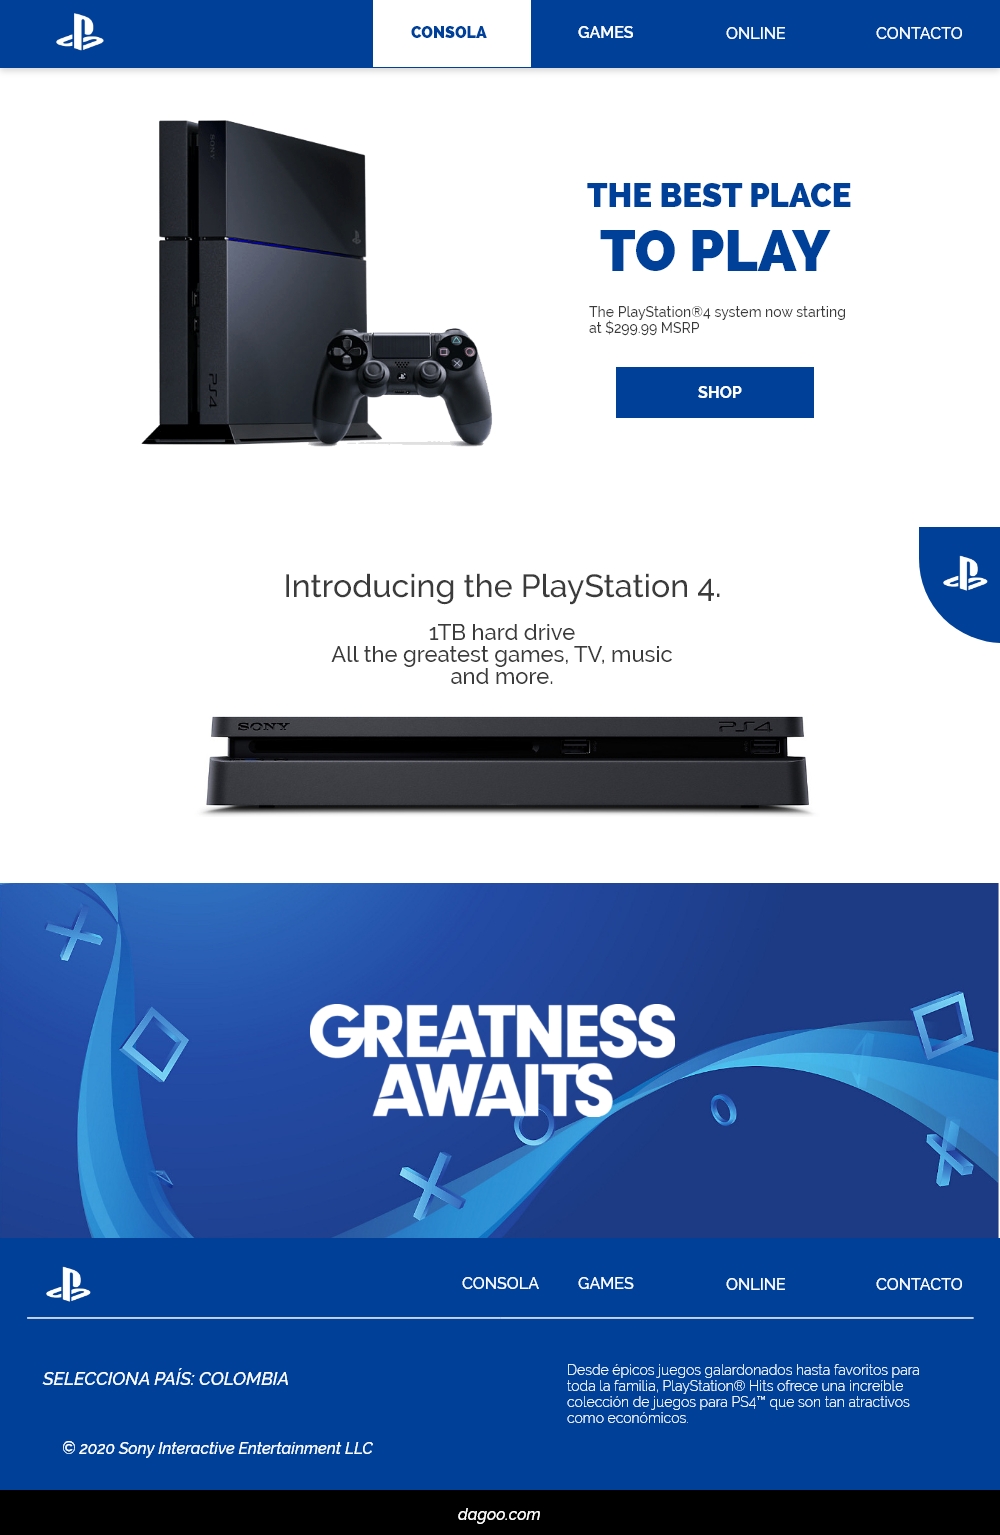 CONSOLA
GAMES
ONLINE
CONTACTO
SONY
PS4
THE BEST PLACE
TO PLAY
The PlayStation®4 system now starting
at $299.99 MSRP
SHOP
Introducing the PlayStation 4.
1TB hard drive
All the greatest games, TV, music
and more.
SONY
PS4
GREATNESS
AWAITS
CONSOLA
GAMES
ONLINE
CONTACTO
SELECCIONA PAÍS: COLOMBIA
Desde épicos juegos galardonados hasta favoritos para
toda la familia, PlayStation® Hits ofrece una increíble
colección de juegos para PS4™ que son tan atractivos
como económicos.
© 2020 Sony Interactive Entertainment LLC
dagoo.com